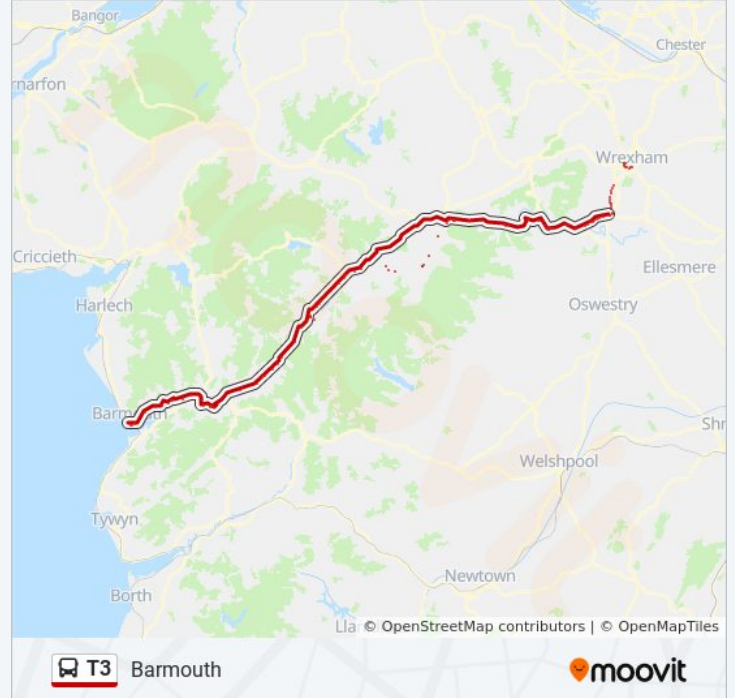 Bangor
Chester
rnarfon
Wrexham
Criccieth
Ellesmere
Harlech
Oswestry
Barmouth
Shr
Welshpool
Tywyn
Newtown
Borth
Lla
© OpenStreetMap contributors | © OpenMapTiles
T3 Barmouth
moovit